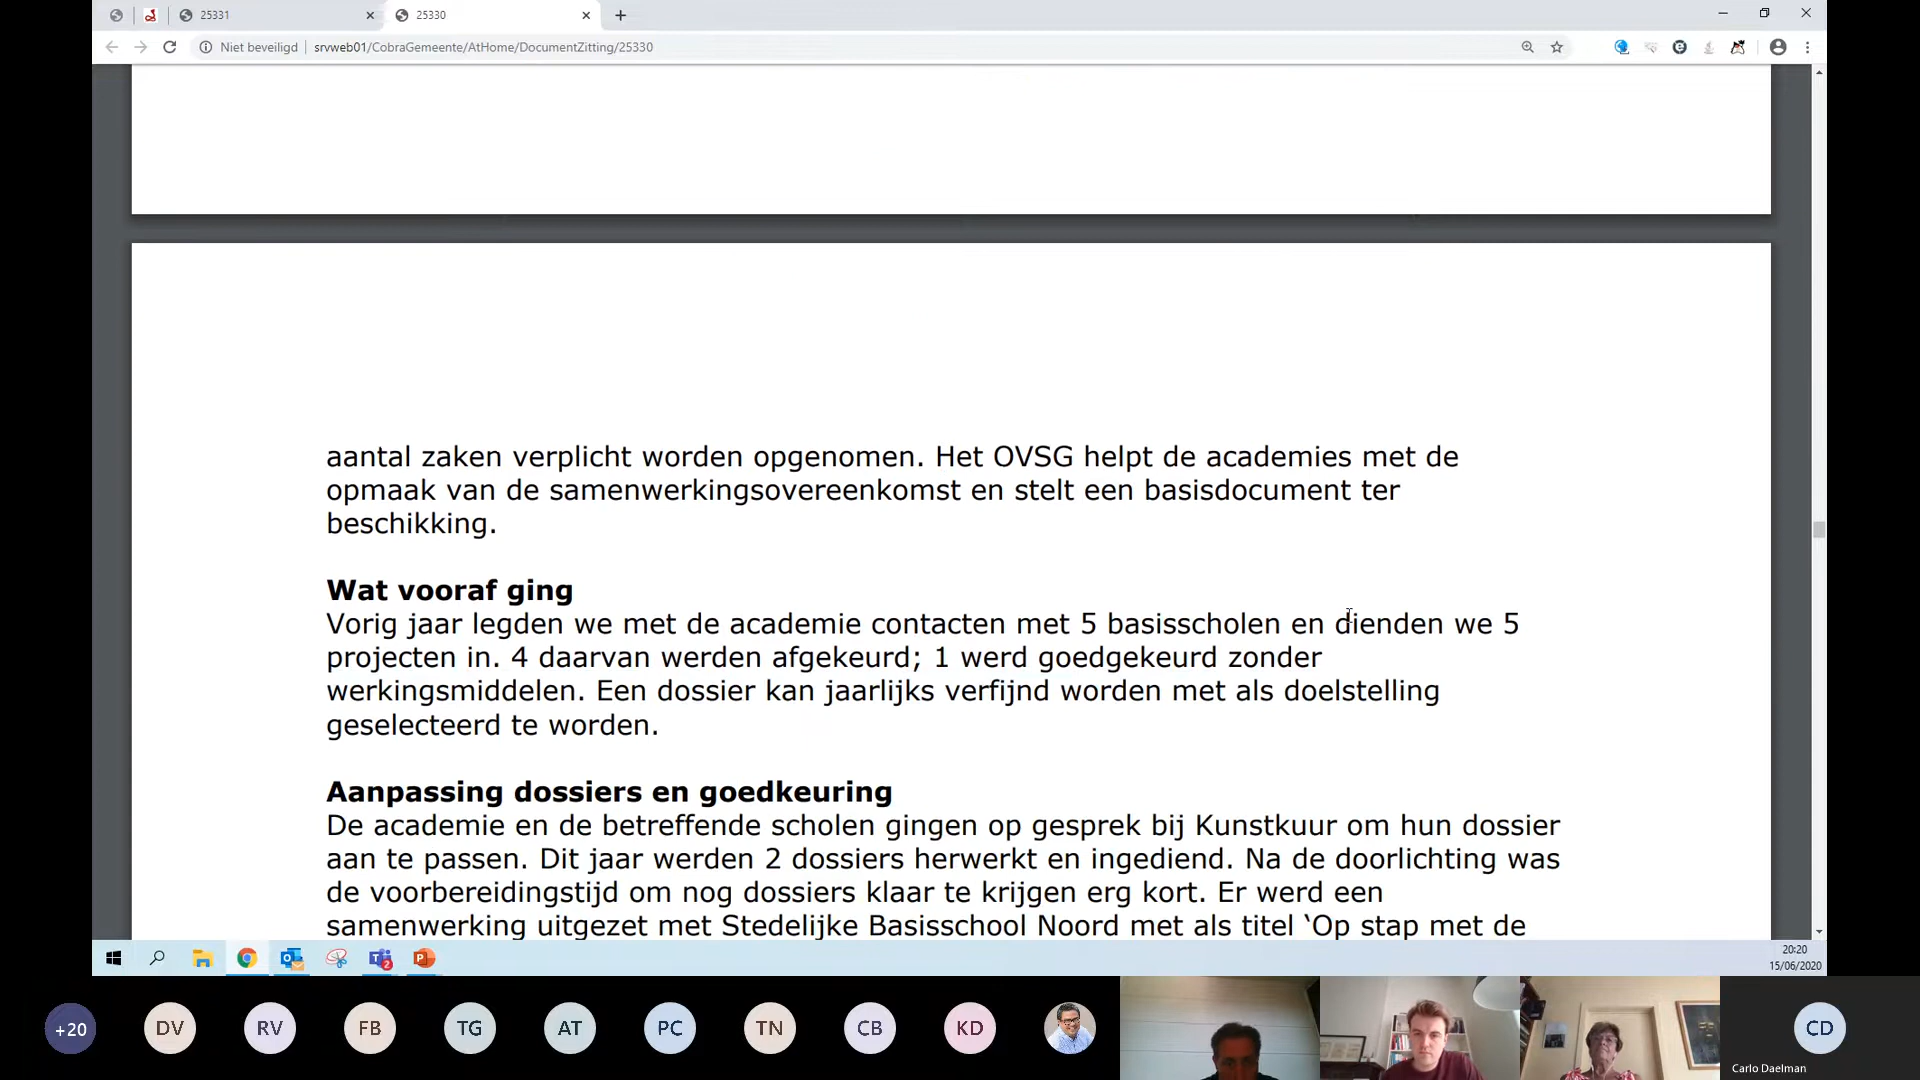 25331
25330
Niet beveiligd
srvweb01/CobraGemeente/AtHome/DocumentZitting/25330
aantal zaken verplicht worden opgenomen. Het OVSG helpt de academies met de
opmaak van de samenwerkingsovereenkomst en stelt een basisdocument ter
beschikking.
Wat vooraf ging
Vorig jaar legden we met de academie contacten met 5 basisscholen en dienden we 5
projecten in. 4 daarvan werden afgekeurd; 1 werd goedgekeurd zonder
werkingsmiddelen. Een dossier kan jaarlijks verfijnd worden met als doelstelling
geselecteerd te worden.
Aanpassing dossiers en goedkeuring
De academie en de betreffende scholen gingen op gesprek bij Kunstkuur om hun dossier
aan te passen. Dit jaar werden 2 dossiers herwerkt en ingediend. Na de doorlichting was
de voorbereidingstijd om nog dossiers klaar te krijgen erg kort. Er werd een
samenwerking uitgezet met Stedelijke Basisschool Noord met als titel ‘Op stap met de
20:20
15/06/2020
+20 DV RV FB TG AT PC TN CB KD CD
Carlo Daelman